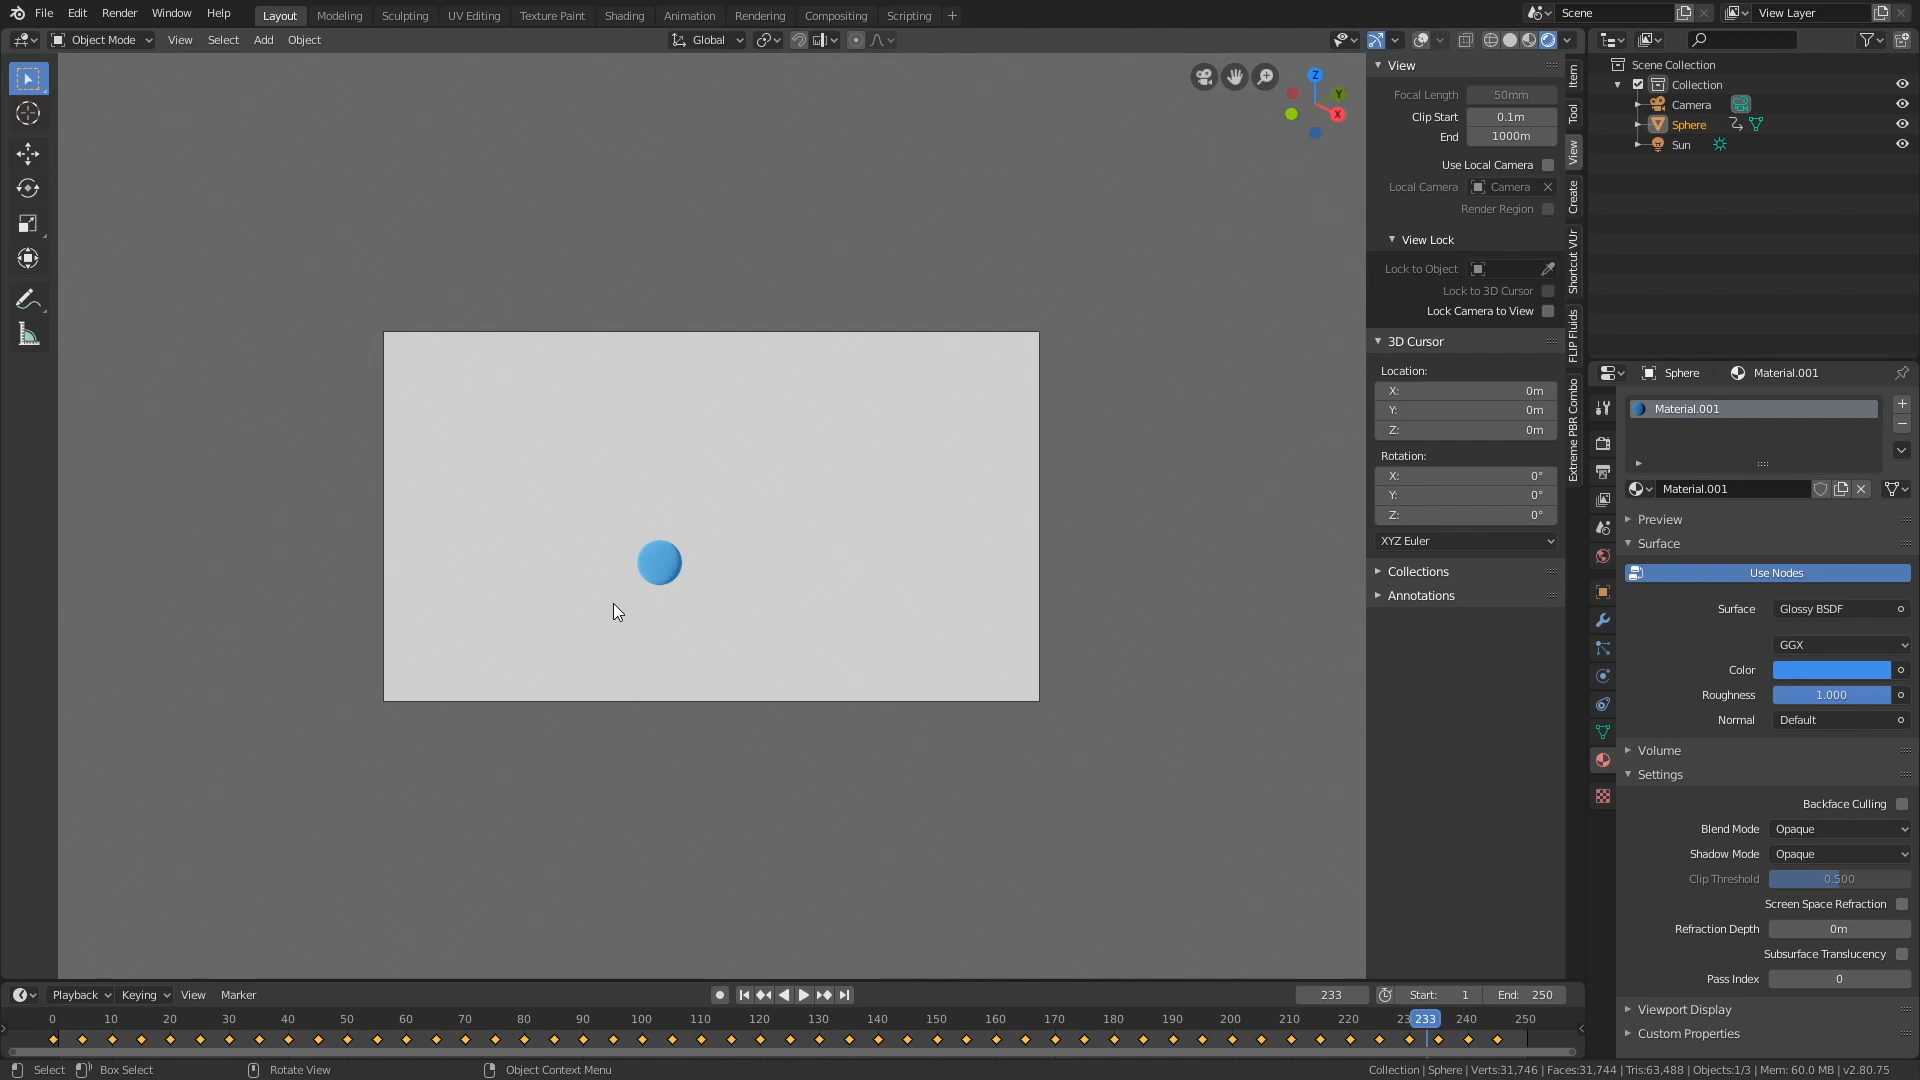 File Edit Render Window Help Layout Modeling Sculpting UV Editing Texture Paint Shading Animation Rendering Compositing Scripting + Scene View Layer
Object Mode View Select Add Object Global
Z
Y
X
View
Focal Length 50mm
Clip Start 0.1m
End 1000m
Use Local Camera
Local Camera Camera
Render Region
View Lock
Lock to Object
Lock to 3D Cursor
Lock Camera to View
3D Cursor
Location:
X: 0m
Y: 0m
Z: 0m
Rotation:
X: 0°
Y: 0°
Z: 0°
XYZ Euler
Collections
Annotations
Item
Tool
View
Create
Shortcut VUr
FLIP Fluids
Extreme PBR Combo
Scene Collection
Collection
Camera
Sphere
Sun
Sphere Material.001
Material.001
Material.001
Preview
Surface
Use Nodes
Surface Glossy BSDF
GGX
Color
Roughness 1.000
Normal Default
Volume
Settings
Backface Culling
Blend Mode Opaque
Shadow Mode Opaque
Clip Threshold 0.500
Screen Space Refraction
Refraction Depth 0m
Subsurface Translucency
Pass Index 0
Viewport Display
Custom Properties
Playback Keying View Marker 233 Start: 1 End: 250
0 10 20 30 40 50 60 70 80 90 100 110 120 130 140 150 160 170 180 190 200 210 220 23 233 240 250
Select Box Select Rotate View Object Context Menu Collection | Sphere | Verts:31,746 | Faces:31,744 | Tris:63,488 | Objects:1/3 | Mem: 60.0 MB | v2.80.75